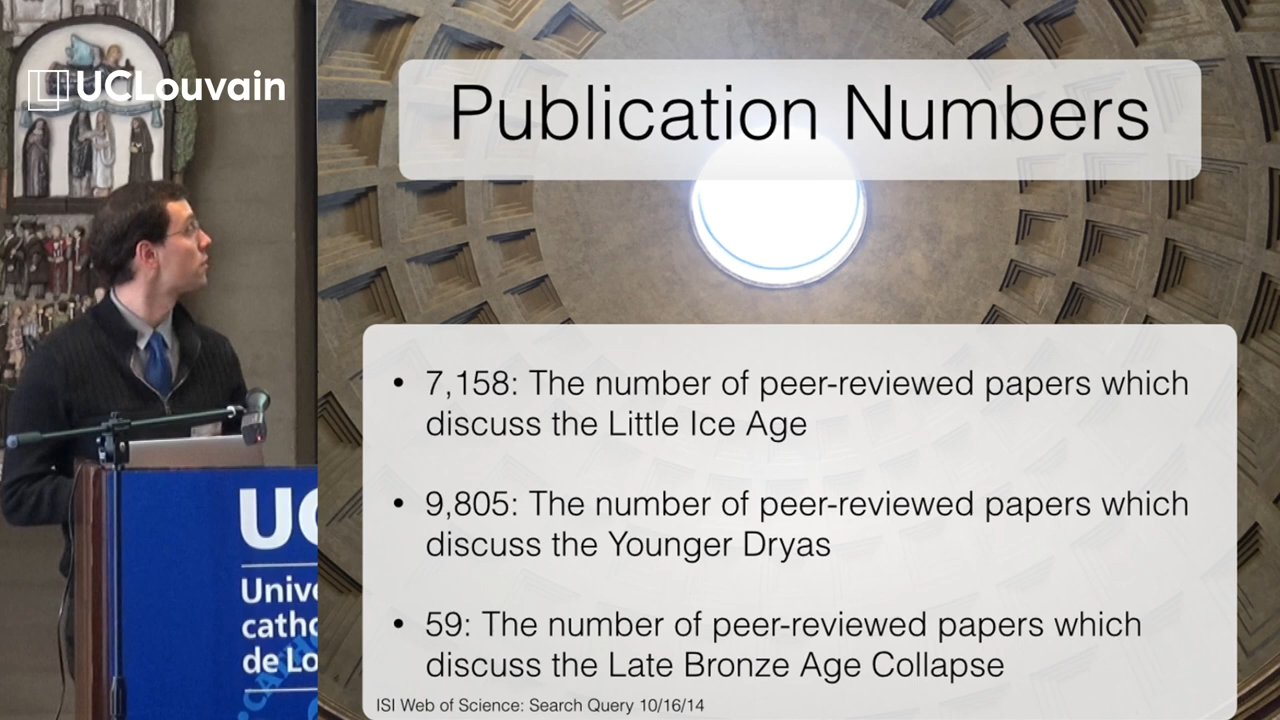 UCLouvain
Publication Numbers
• 7,158: The number of peer-reviewed papers which
discuss the Little Ice Age
• 9,805: The number of peer-reviewed papers which
discuss the Younger Dryas
• 59: The number of peer-reviewed papers which
discuss the Late Bronze Age Collapse
ISI Web of Science: Search Query 10/16/14
UC
Unive
catho
de Lo